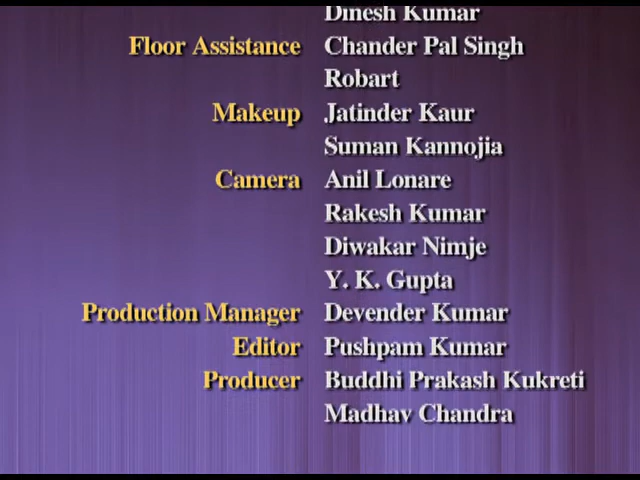 Dinesh Kumar
Floor Assistance Chander Pal Singh
Robart
Makeup Jatinder Kaur
Suman Kannojia
Camera Anil Lonare
Rakesh Kumar
Diwakar Nimje
Y. K. Gupta
Production Manager Devender Kumar
Editor Pushpam Kumar
Producer Buddhi Prakash Kukreti
Madhav Chandra